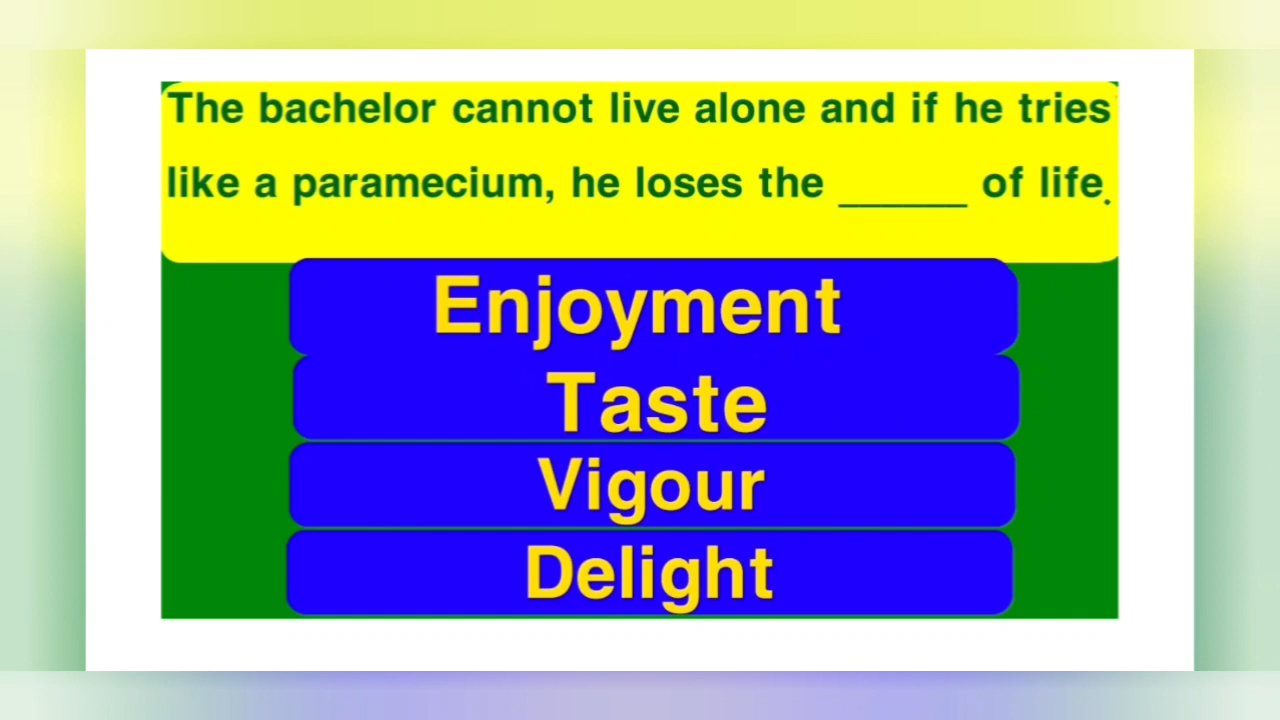 The bachelor cannot live alone and if he tries
like a paramecium, he loses the ______ of life.
Enjoyment
Taste
Vigour
Delight